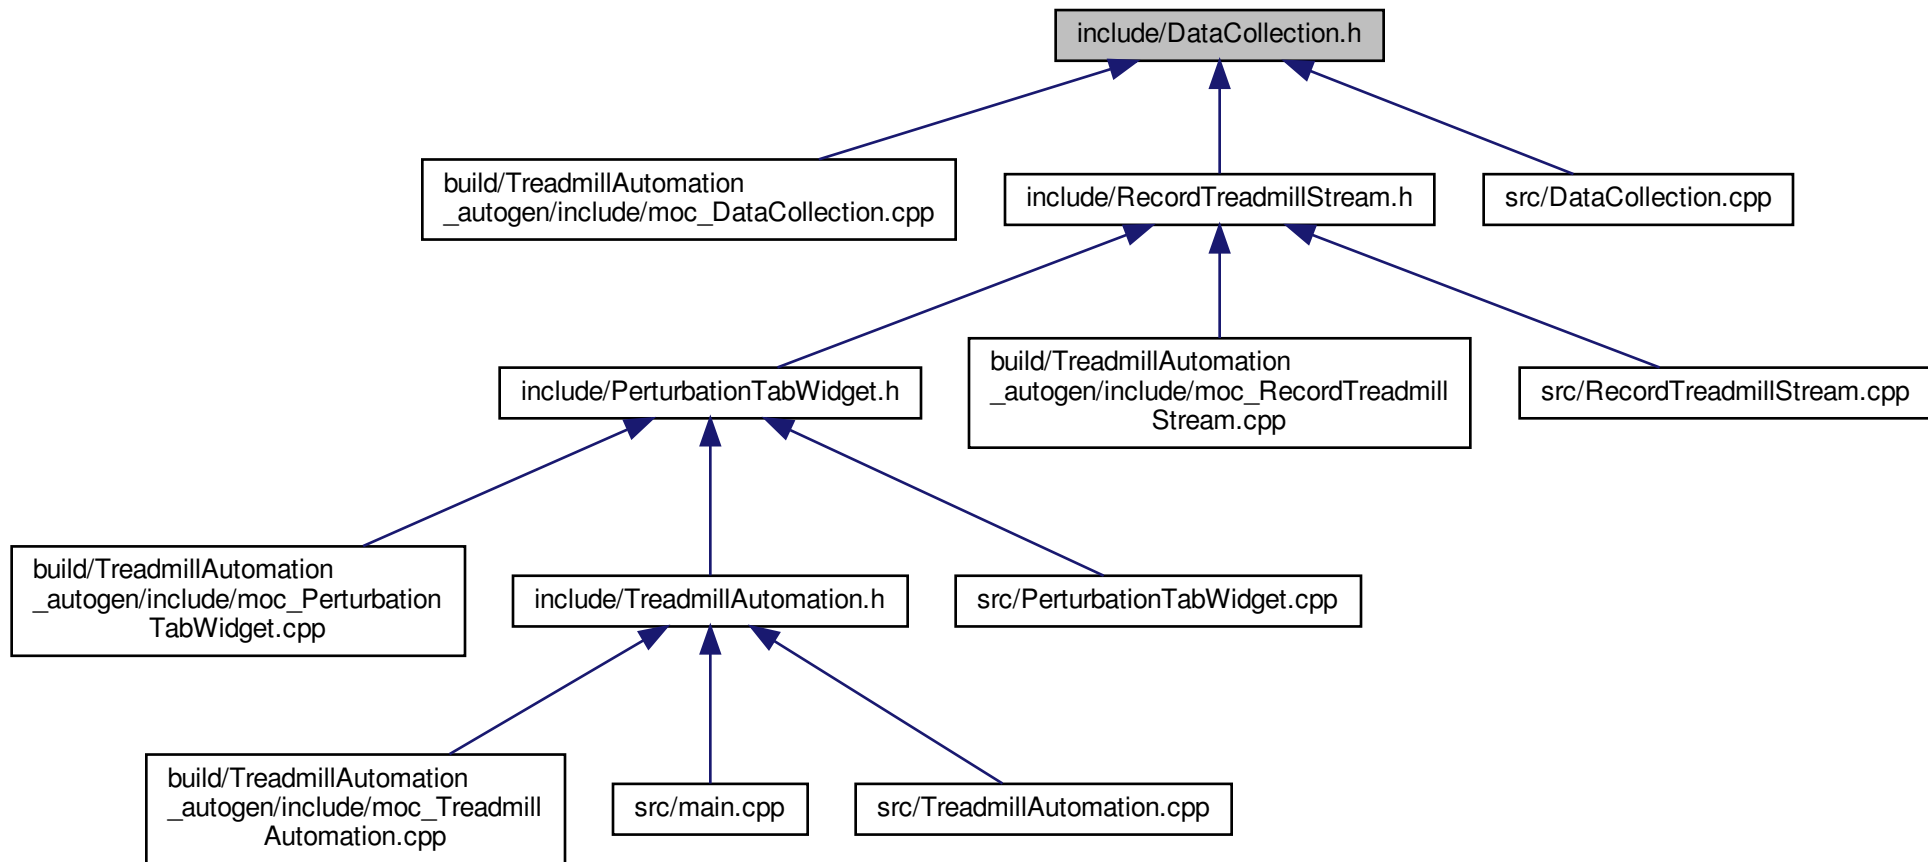 include/DataCollection.h
build/TreadmillAutomation
_autogen/include/moc_DataCollection.cpp
include/RecordTreadmillStream.h
src/DataCollection.cpp
include/PerturbationTabWidget.h
build/TreadmillAutomation
_autogen/include/moc_RecordTreadmill
Stream.cpp
src/RecordTreadmillStream.cpp
build/TreadmillAutomation
_autogen/include/moc_Perturbation
TabWidget.cpp
include/TreadmillAutomation.h
src/PerturbationTabWidget.cpp
build/TreadmillAutomation
_autogen/include/moc_Treadmill
Automation.cpp
src/main.cpp
src/TreadmillAutomation.cpp